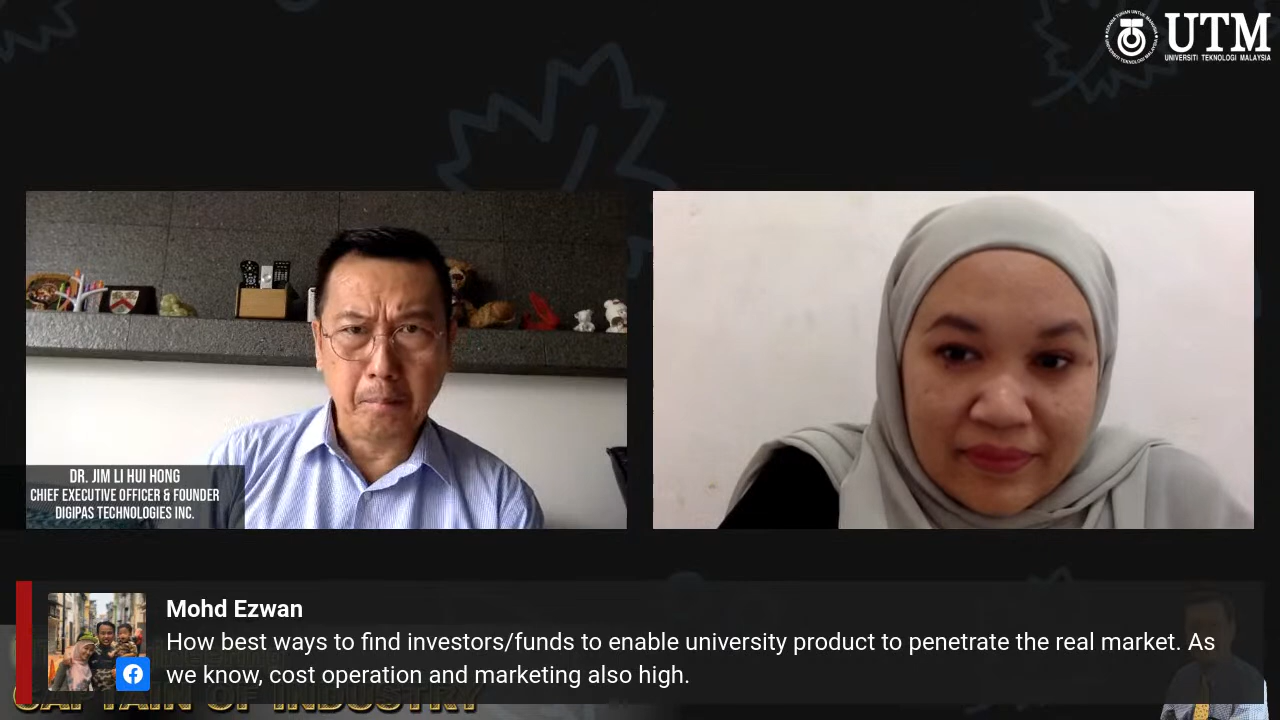 UTM
UNIVERSITI TEKNOLOGI MALAYSIA
DR. JIM LI HUI HONG
CHIEF EXECUTIVE OFFICER & FOUNDER
DIGIPAS TECHNOLOGIES INC.
Mohd Ezwan
How best ways to find investors/funds to enable university product to penetrate the real market. As
we know, cost operation and marketing also high.
CAPTAIN OF INDUSTRY